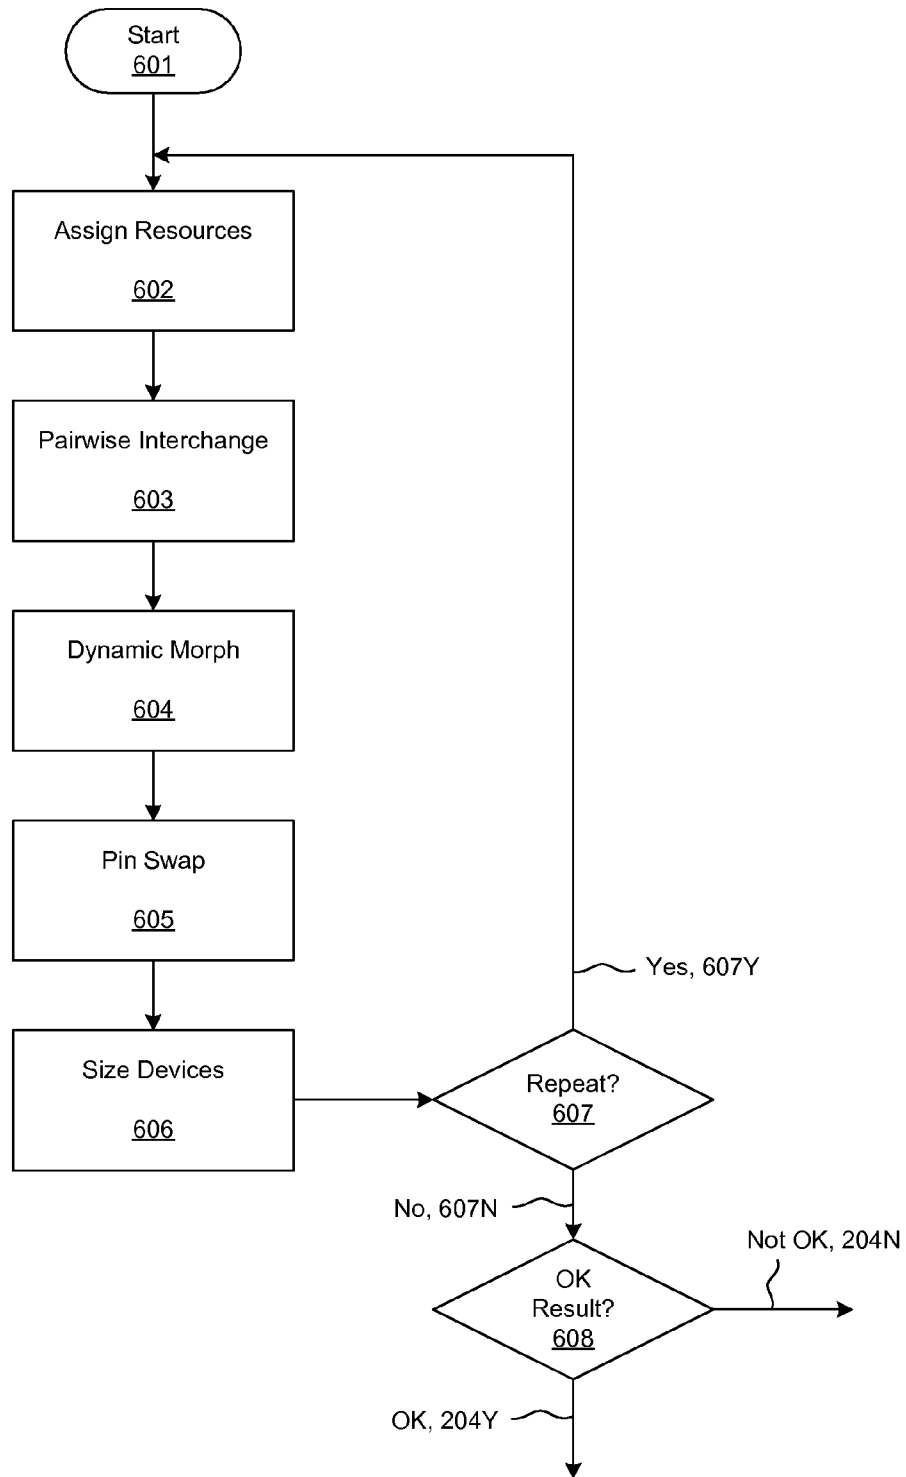 Start
601
Assign Resources
602
Pairwise Interchange
603
Dynamic Morph
604
Pin Swap
605
Yes, 607Y
Size Devices
606
Repeat?
607
No, 607N
Not OK, 204N
OK
Result?
608
OK, 204Y